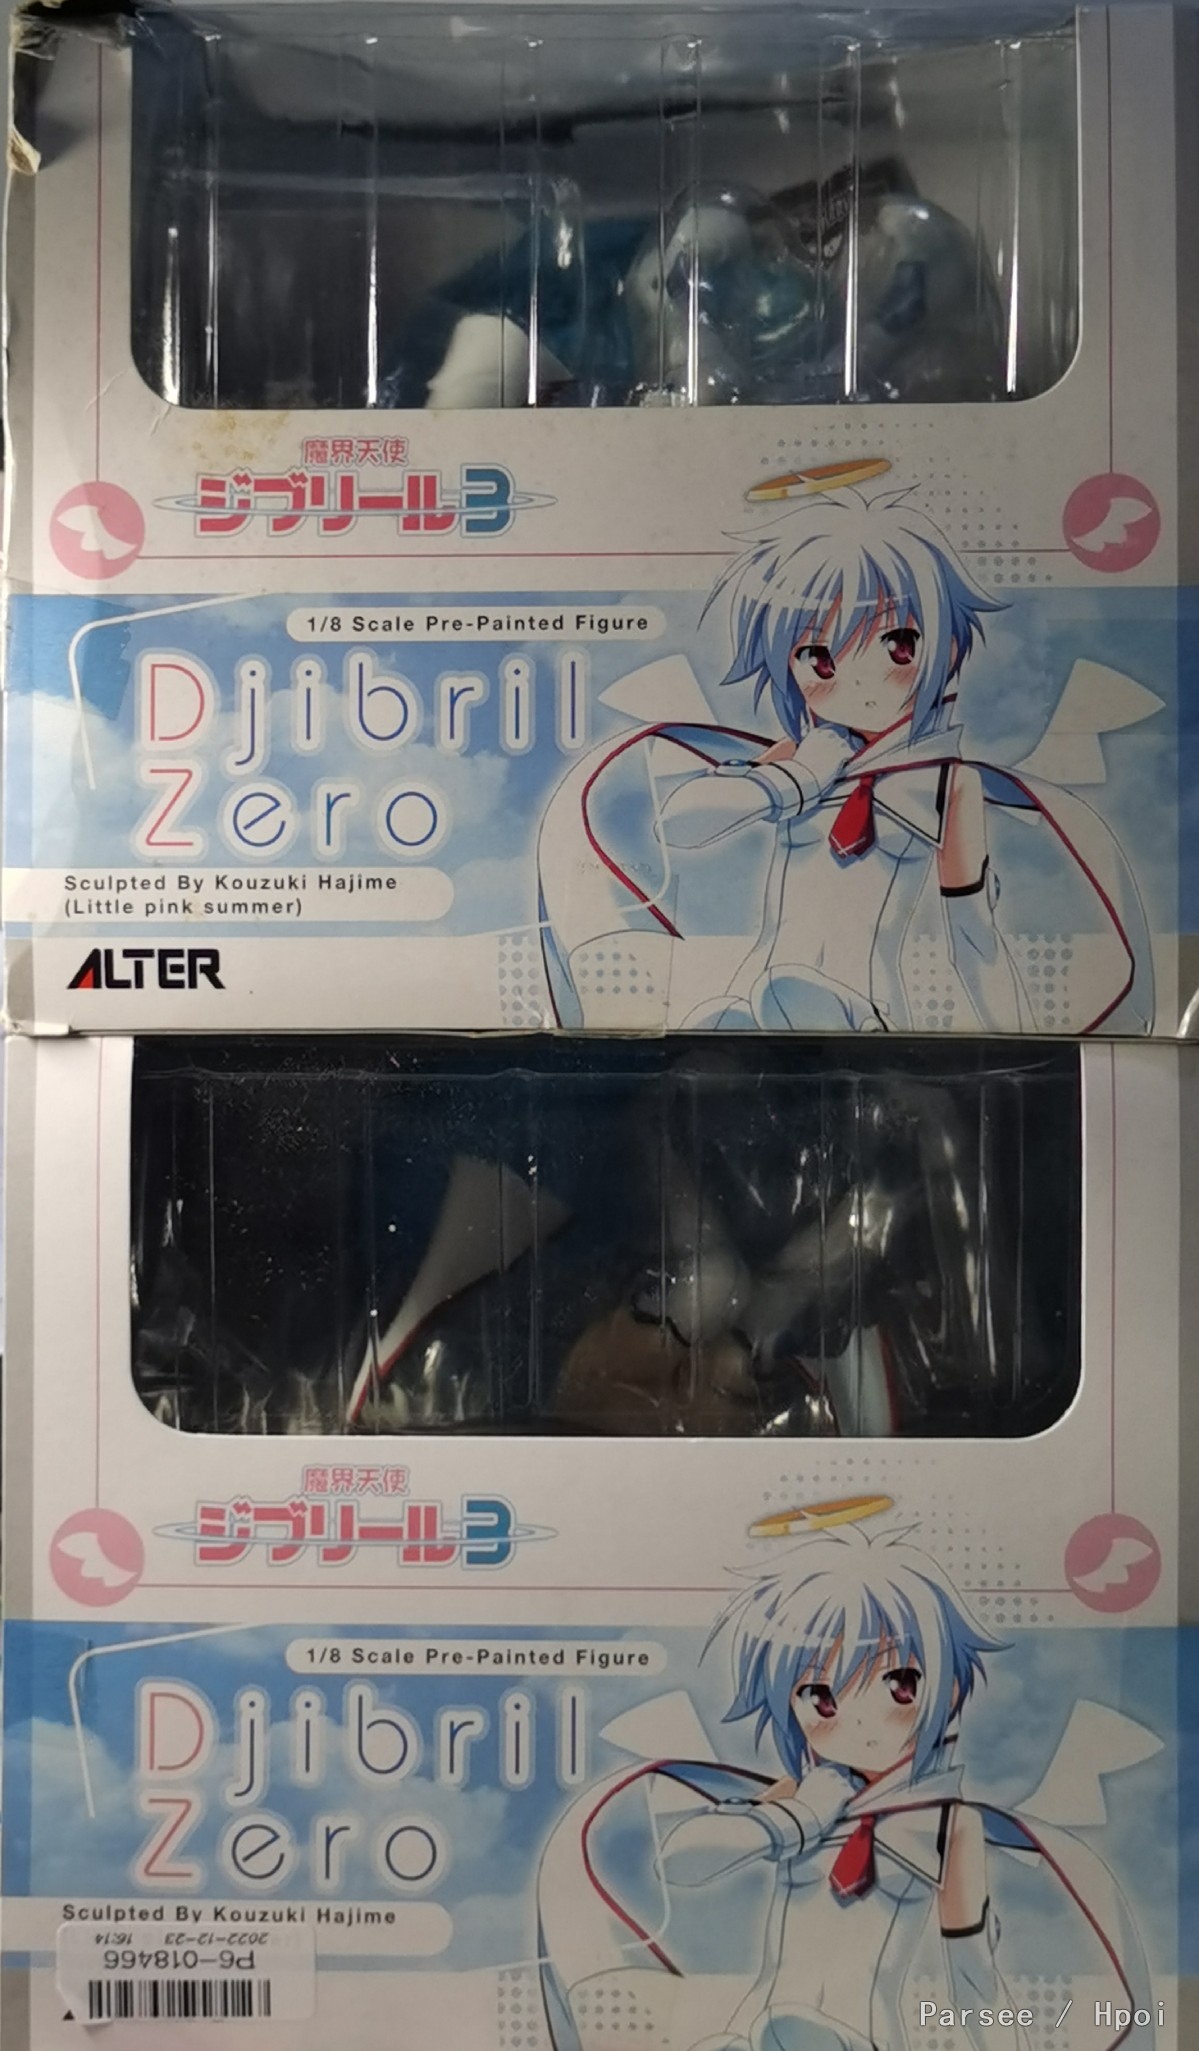 魔界天使
ジブリール3
1/8 Scale Pre-Painted Figure
Djibril
Zero
Sculpted By Kouzuki Hajime
(Little pink summer)
ALTER
魔界天使
ジブリール3
1/8 Scale Pre-Painted Figure
Djibril
Zero
Sculpted By Kouzuki Hajime
2022-12-23 16:14
P6-018466
Parsee / Hpoi